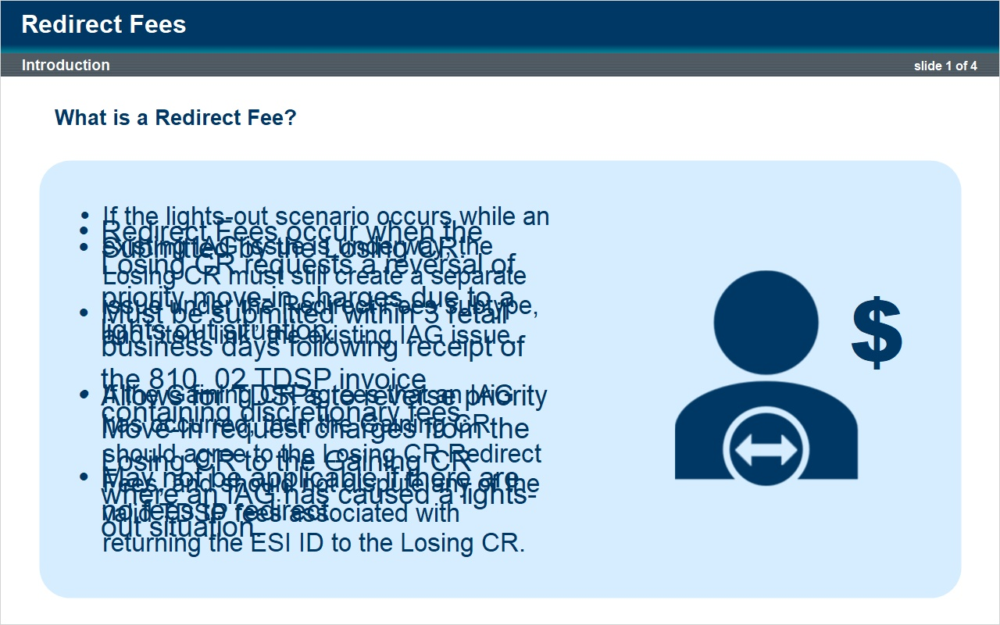 Redirect Fees
Introduction
slide 1 of 4
What is a Redirect Fee?
• Redirect Fees occur when the
Losing CR requests a reversal of
priority move-in charges due to a
lights out situation.
• Allows for TDSPs to reverse priority
Move-in request charges from the
Losing CR to the Gaining CR
where an IAG has caused a lights-
out situation.
• Submitted by the Losing CR.
• Must be submitted within 3 retail
business days following receipt of
the 810_02 TDSP invoice
containing discretionary fees.
• May not be applicable if there are
no fees to redirect.
• If the lights-out scenario occurs while an
existing IAG issue is underway, the
Losing CR must still create a separate
issue under the Redirect Fees subtype,
and "item link" the existing IAG issue.
• If the Gaining CR agrees that an IAG
has occurred, then the Gaining CR
should agree to the Losing CR Redirect
Fees, and should not dispute any of the
valid TDSP fees associated with
returning the ESI ID to the Losing CR.
$